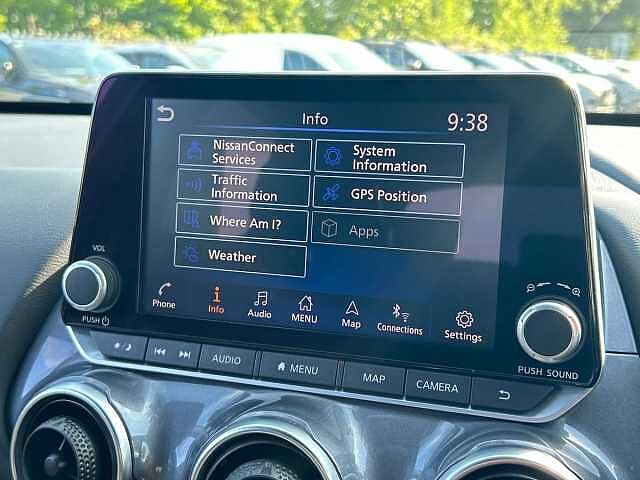 Info
9:38
NissanConnect
Services
System
Information
Traffic
Information
GPS Position
Where Am I?
Apps
Weather
VOL
PUSH
Phone
Info
Audio
MENU
Map
Connections
Settings
PUSH SOUND
AUDIO
MENU
MAP
CAMERA